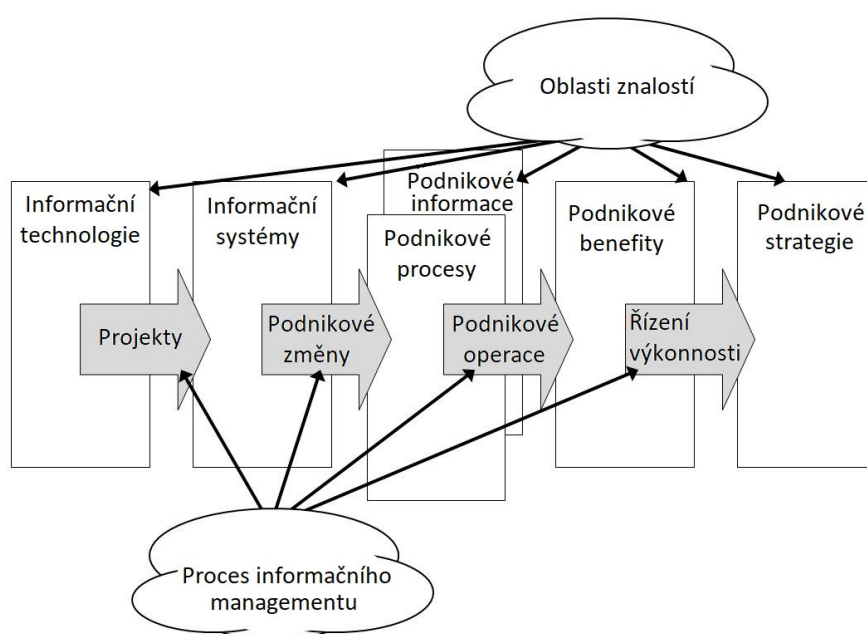 Oblasti znalostí
Informační
technologie
Informační
systémy
Podnikové
informace
Podnikové
procesy
Podnikové
benefity
Podnikové
strategie
Projekty
Podnikové
změny
Podnikové
operace
Řízení
výkonnosti
Proces informačního
managementu